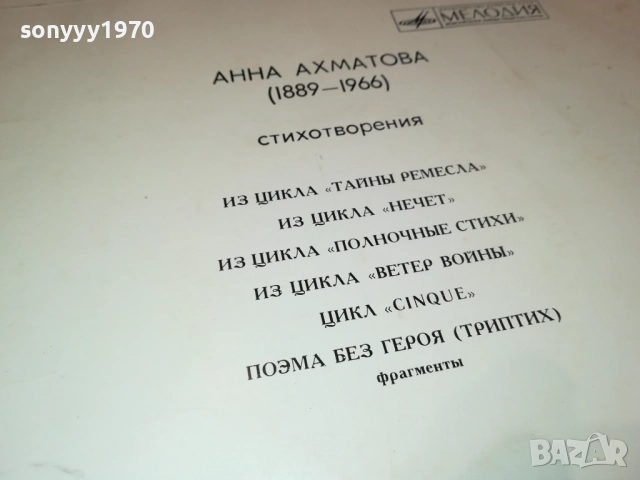 sonyyy1970
МЕЛОДИЯ
АННА АХМАТОВА
(1889—1966)
стихотворения
ИЗ ЦИКЛА «ТАЙНЫ РЕМЕСЛА»
ИЗ ЦИКЛА «НЕЧЕТ»
ИЗ ЦИКЛА «ПОЛНОЧНЫЕ СТИХИ»
ИЗ ЦИКЛА «ВЕТЕР ВОЙНЫ»
ЦИКЛ «CINQUE»
ПОЭМА БЕЗ ГЕРОЯ (ТРИПТИХ)
фрагменты
BAZAR